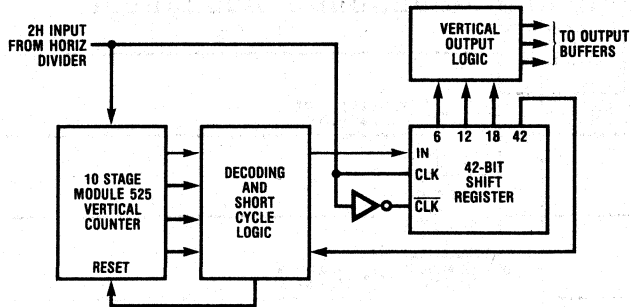 2H INPUT
FROM HORIZ
DIVIDER
VERTICAL
OUTPUT
LOGIC
TO OUTPUT
BUFFERS
6 12 18 42
10 STAGE
MODULE 525
VERTICAL
COUNTER
RESET
DECODING
AND
SHORT
CYCLE
LOGIC
IN
CLK
CLK
42-BIT
SHIFT
REGISTER